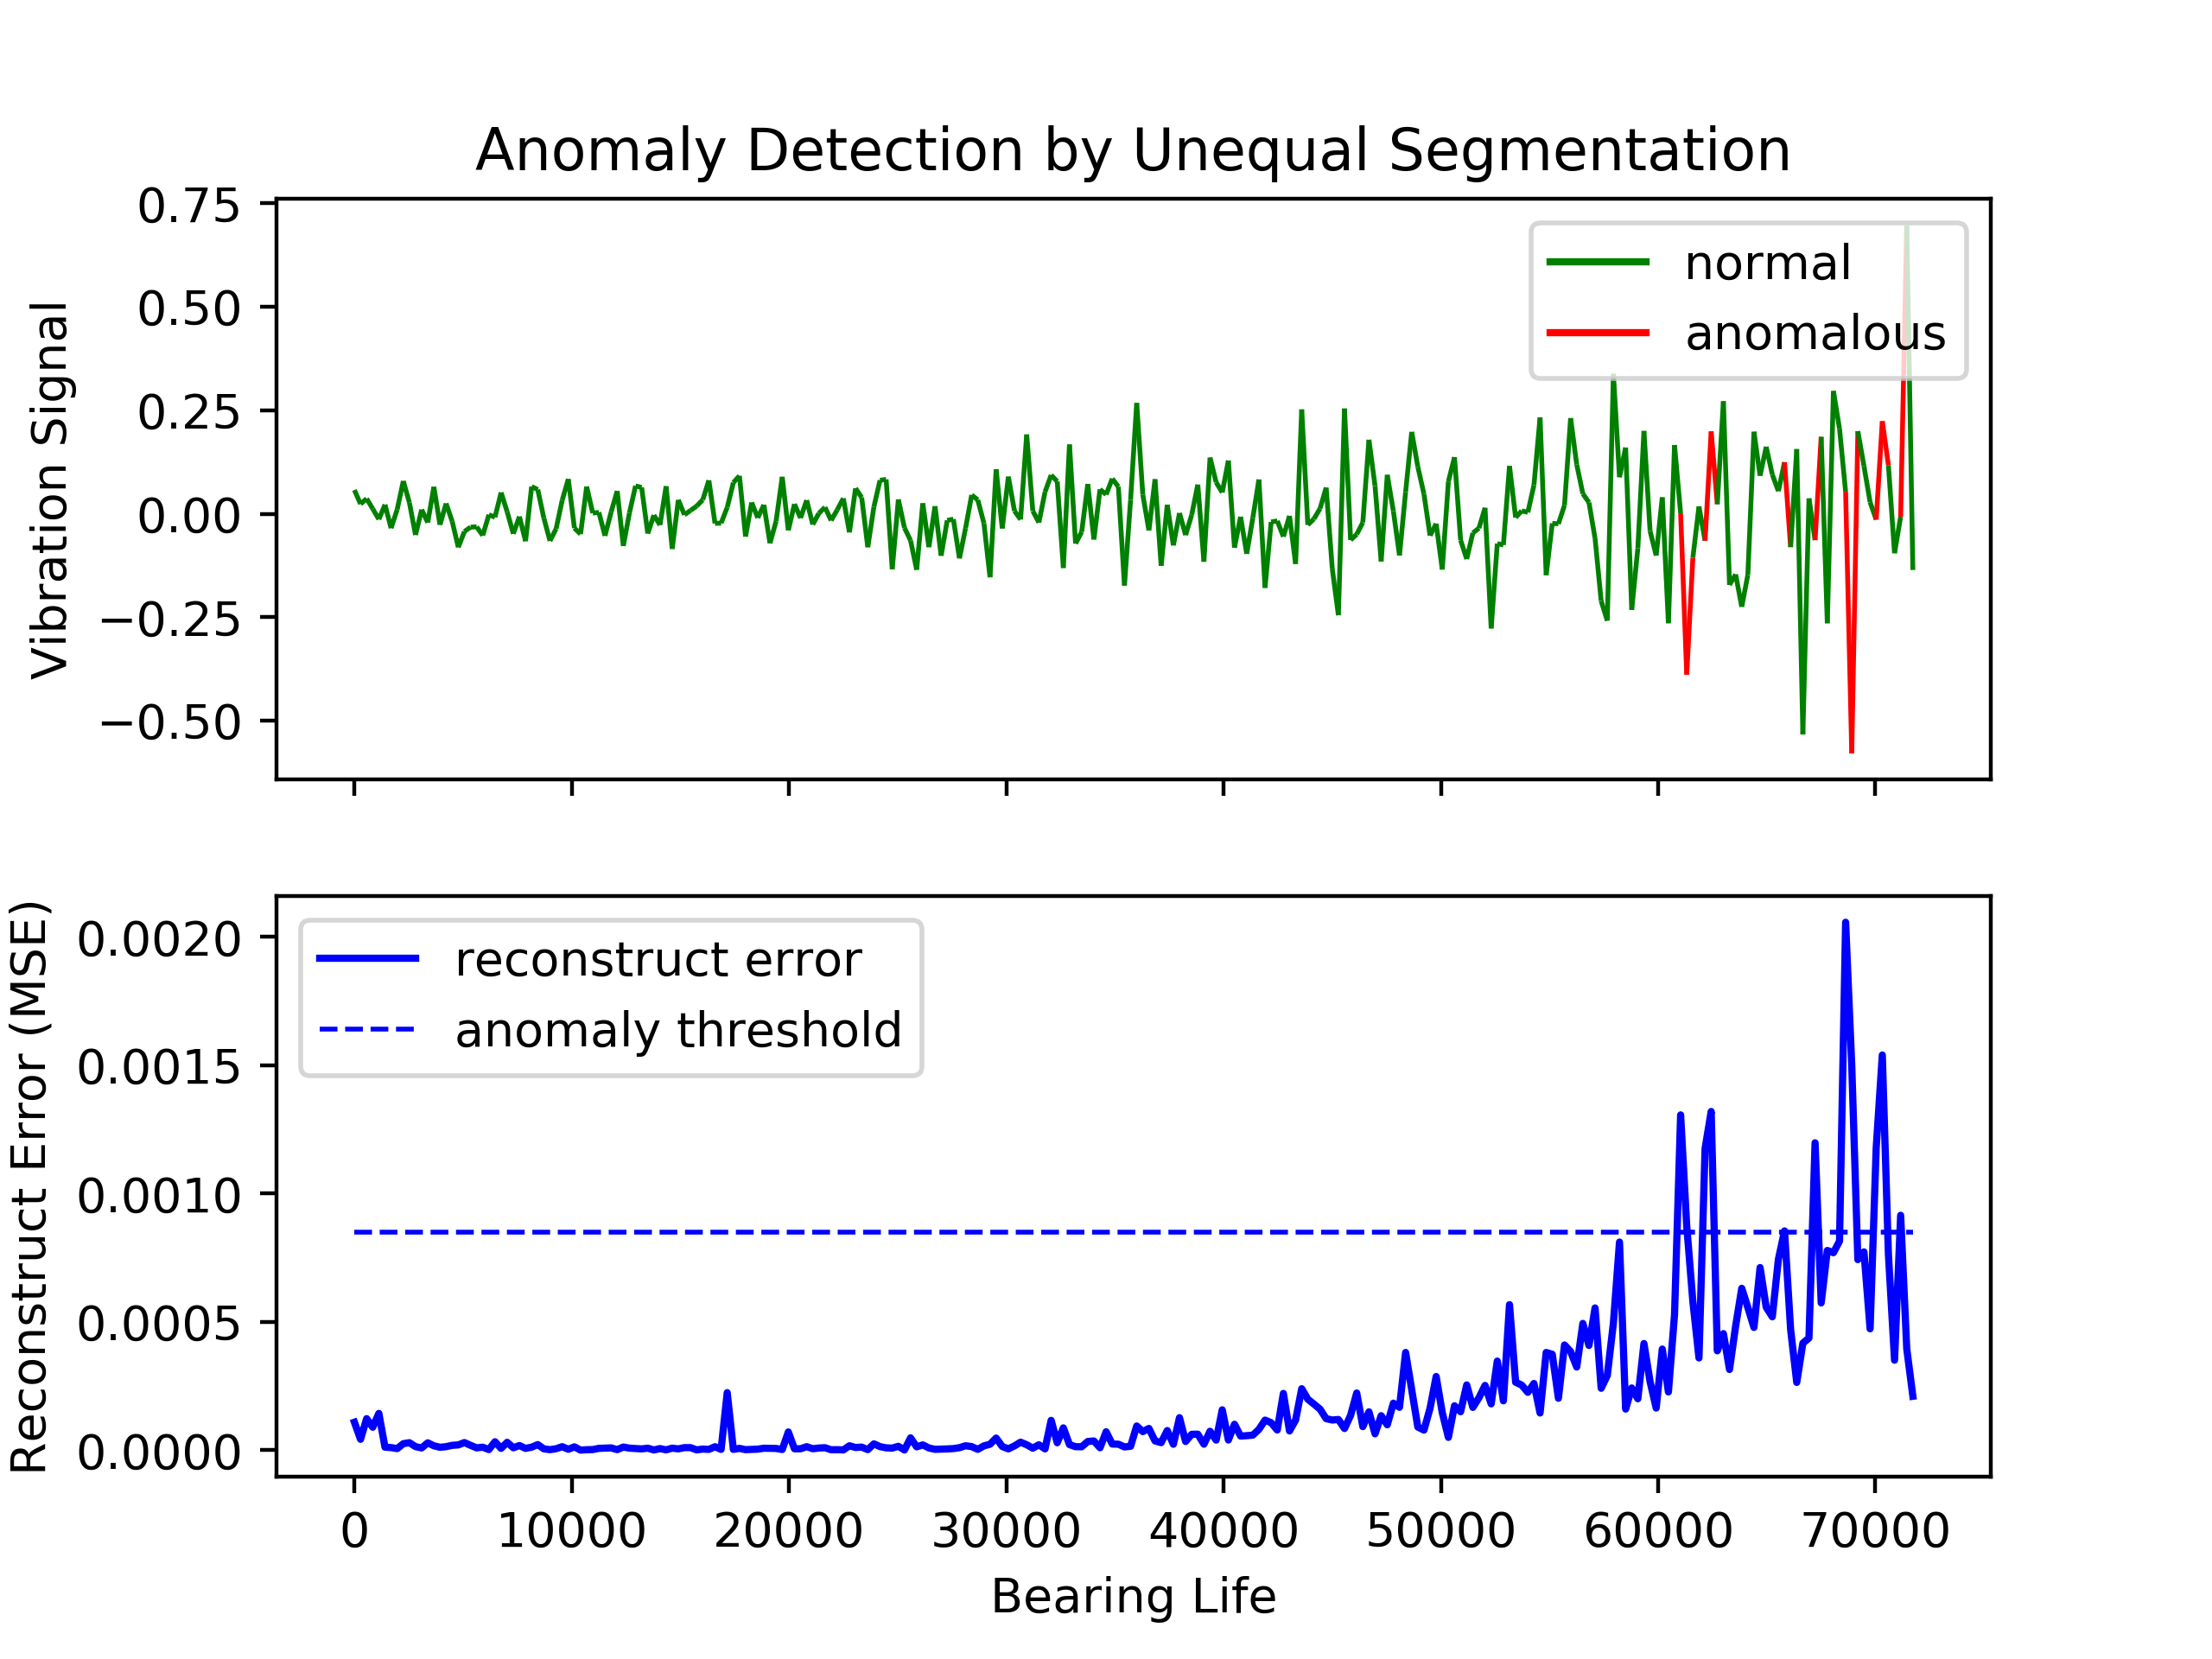 Anomaly Detection by Unequal Segmentation
Vibration Signal
0.75
0.50
0.25
0.00
−0.25
−0.50
normal
anomalous
Reconstruct Error (MSE)
0.0020
0.0015
0.0010
0.0005
0.0000
reconstruct error
anomaly threshold
0 10000 20000 30000 40000 50000 60000 70000
Bearing Life